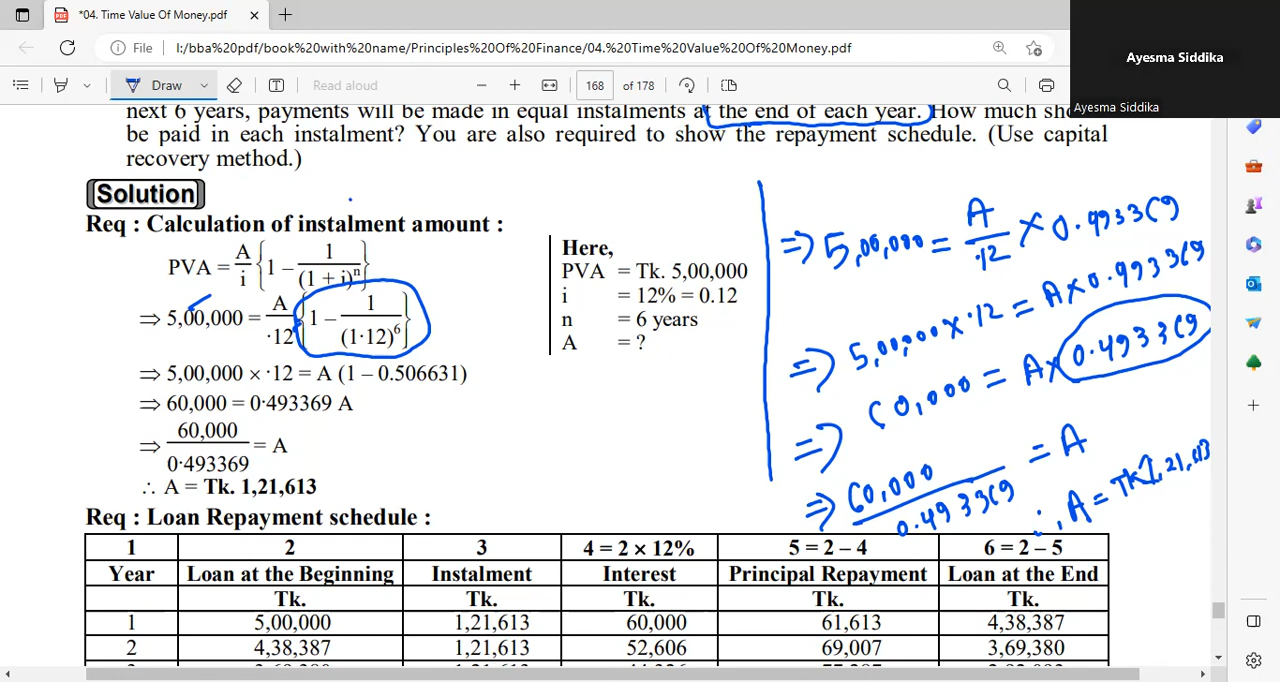 *04. Time Value Of Money.pdf
File | I:/bba%20pdf/book%20with%20name/Principles%20Of%20Finance/04.%20Time%20Value%20Of%20Money.pdf
Draw Read aloud 168 of 178
Ayesma Siddika
Ayesma Siddika
next 6 years, payments will be made in equal instalments at the end of each year. How much sho
be paid in each instalment? You are also required to show the repayment schedule. (Use capital
recovery method.)
Solution
Req : Calculation of instalment amount :
PVA = A/i {1 – 1/(1 + i)ⁿ}
⇒ 5,00,000 = A/·12 {1 – 1/(1·12)⁶}
⇒ 5,00,000 × ·12 = A (1 – 0·506631)
⇒ 60,000 = 0·493369 A
⇒ 60,000/0·493369 = A
∴ A = Tk. 1,21,613
Here,
PVA = Tk. 5,00,000
i = 12% = 0.12
n = 6 years
A = ?
⇒ 5,00,000 = A/·12 × 0.493369
⇒ 5,00,000 × ·12 = A × 0.493369
⇒ 60,000 = A × 0.493369
⇒ 60,000/0.493369 = A
∴ A = Tk 1,21,613
Req : Loan Repayment schedule :
1 2 3 4 = 2 × 12% 5 = 2 – 4 6 = 2 – 5
Year Loan at the Beginning Instalment Interest Principal Repayment Loan at the End
Tk. Tk. Tk. Tk. Tk.
1 5,00,000 1,21,613 60,000 61,613 4,38,387
2 4,38,387 1,21,613 52,606 69,007 3,69,380